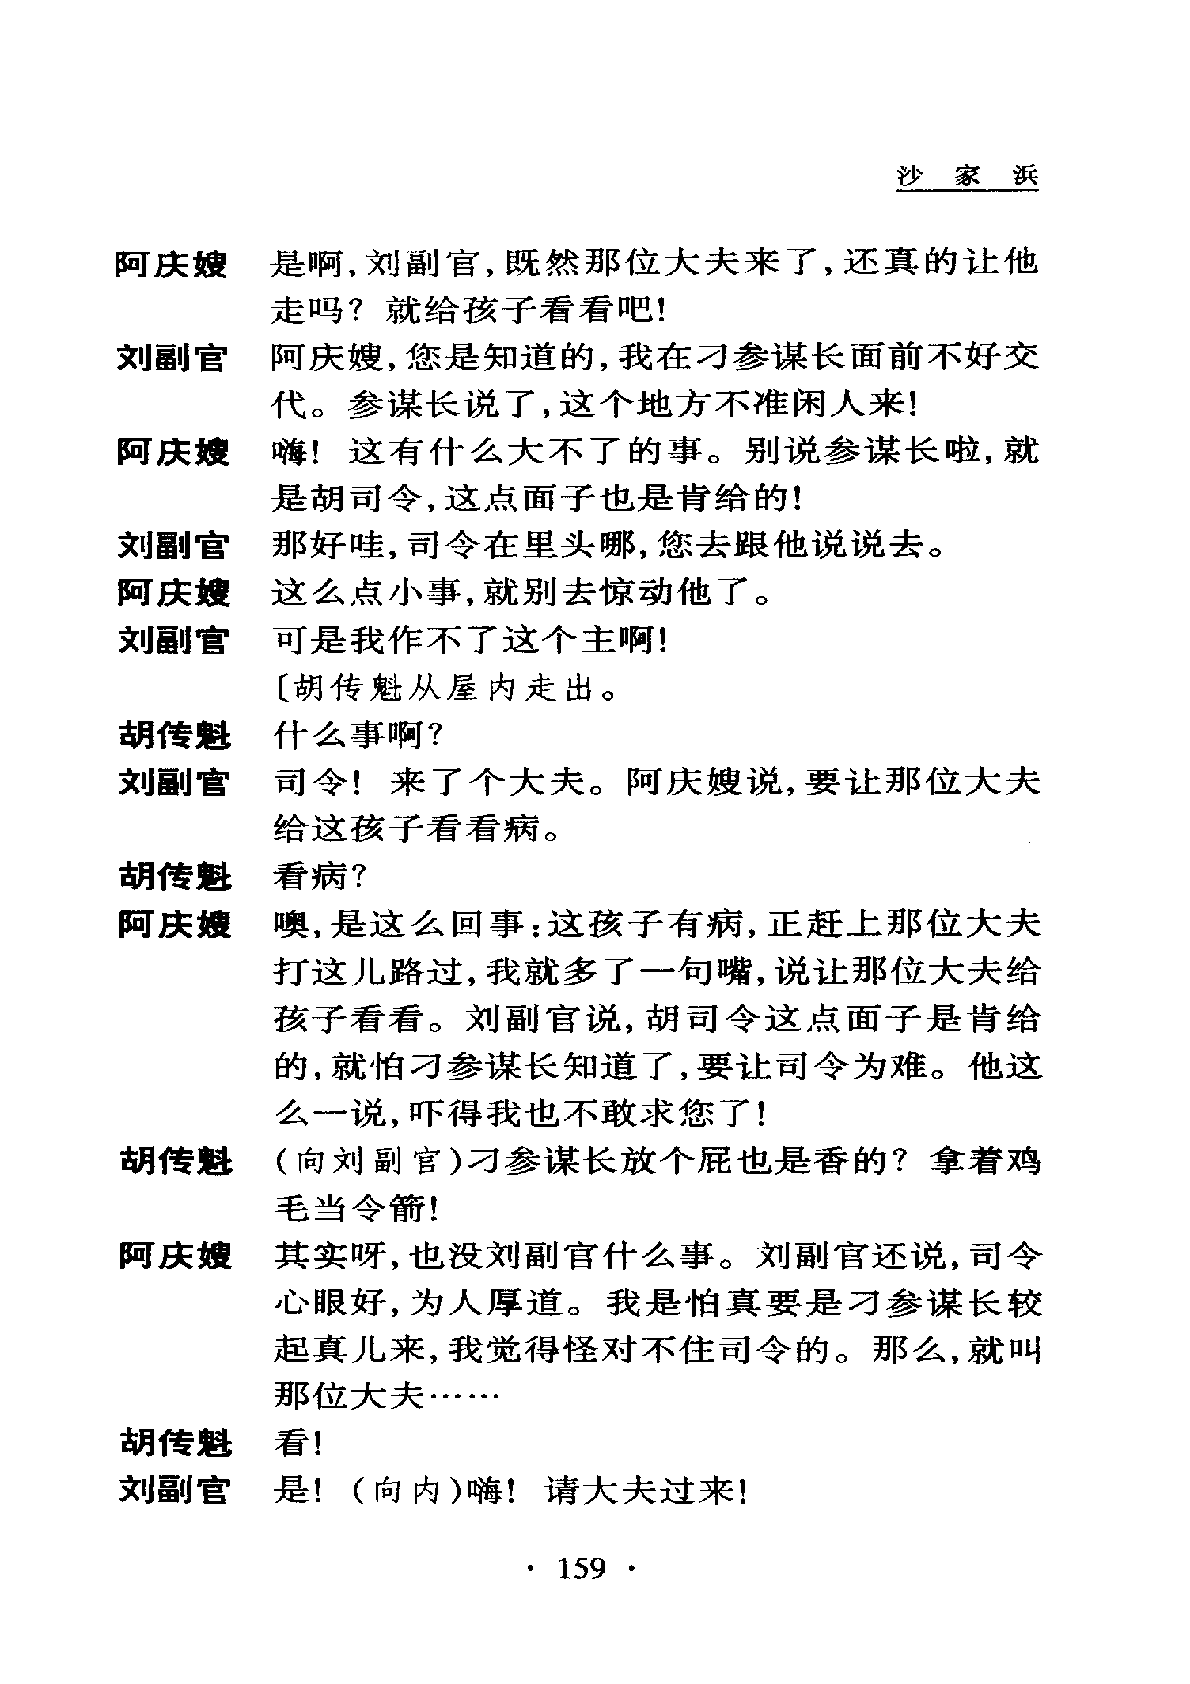 沙家浜
阿庆嫂 是啊,刘副官,既然那位大夫来了,还真的让他
走吗? 就给孩子看看吧!
刘副官 阿庆嫂,您是知道的,我在刁参谋长面前不好交
代。参谋长说了,这个地方不准闲人来!
阿庆嫂 嗨! 这有什么大不了的事。别说参谋长啦,就
是胡司令,这点面子也是肯给的!
刘副官 那好哇,司令在里头哪,您去跟他说说去。
阿庆嫂 这么点小事,就别去惊动他了。
刘副官 可是我作不了这个主啊!
〔胡传魁从屋内走出。
胡传魁 什么事啊?
刘副官 司令! 来了个大夫。阿庆嫂说,要让那位大夫
给这孩子看看病。
胡传魁 看病?
阿庆嫂 噢,是这么回事:这孩子有病,正赶上那位大夫
打这儿路过,我就多了一句嘴,说让那位大夫给
孩子看看。刘副官说,胡司令这点面子是肯给
的,就怕刁参谋长知道了,要让司令为难。他这
么一说,吓得我也不敢求您了!
胡传魁 (向刘副官)刁参谋长放个屁也是香的? 拿着鸡
毛当令箭!
阿庆嫂 其实呀,也没刘副官什么事。刘副官还说,司令
心眼好,为人厚道。我是怕真要是刁参谋长较
起真儿来,我觉得怪对不住司令的。那么,就叫
那位大夫……
胡传魁 看!
刘副官 是! (向内)嗨! 请大夫过来!
· 159 ·